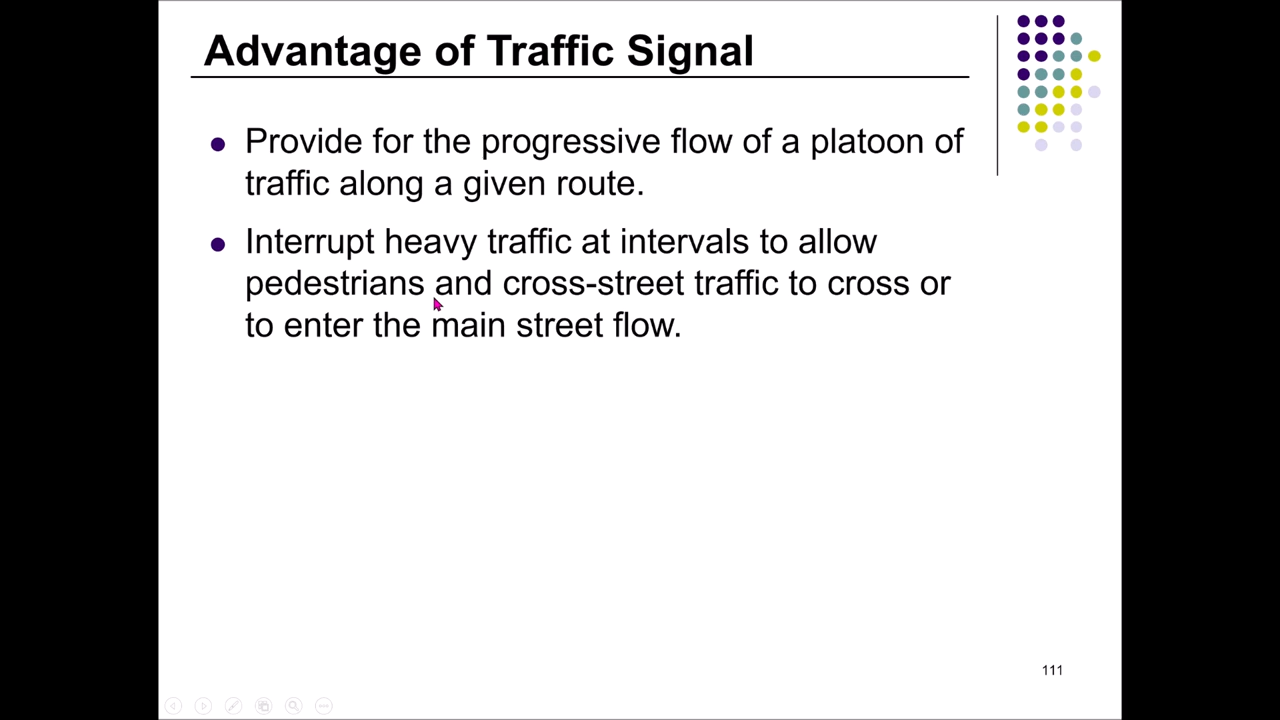 Advantage of Traffic Signal
Provide for the progressive flow of a platoon of
traffic along a given route.
Interrupt heavy traffic at intervals to allow
pedestrians and cross-street traffic to cross or
to enter the main street flow.
111